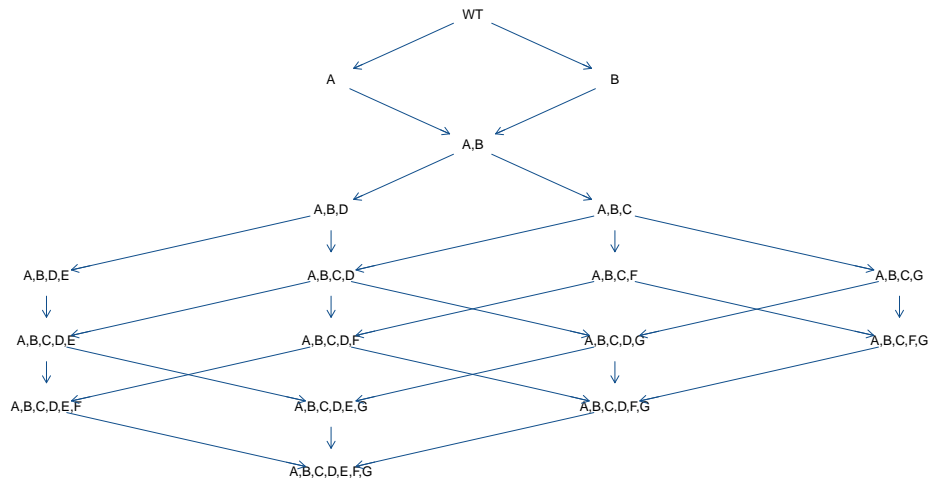 WT
A
B
A,B
A,B,D
A,B,C
A,B,D,E
A,B,C,D
A,B,C,F
A,B,C,G
A,B,C,D,E
A,B,C,D,F
A,B,C,D,G
A,B,C,F,G
A,B,C,D,E,F
A,B,C,D,E,G
A,B,C,D,F,G
A,B,C,D,E,F,G